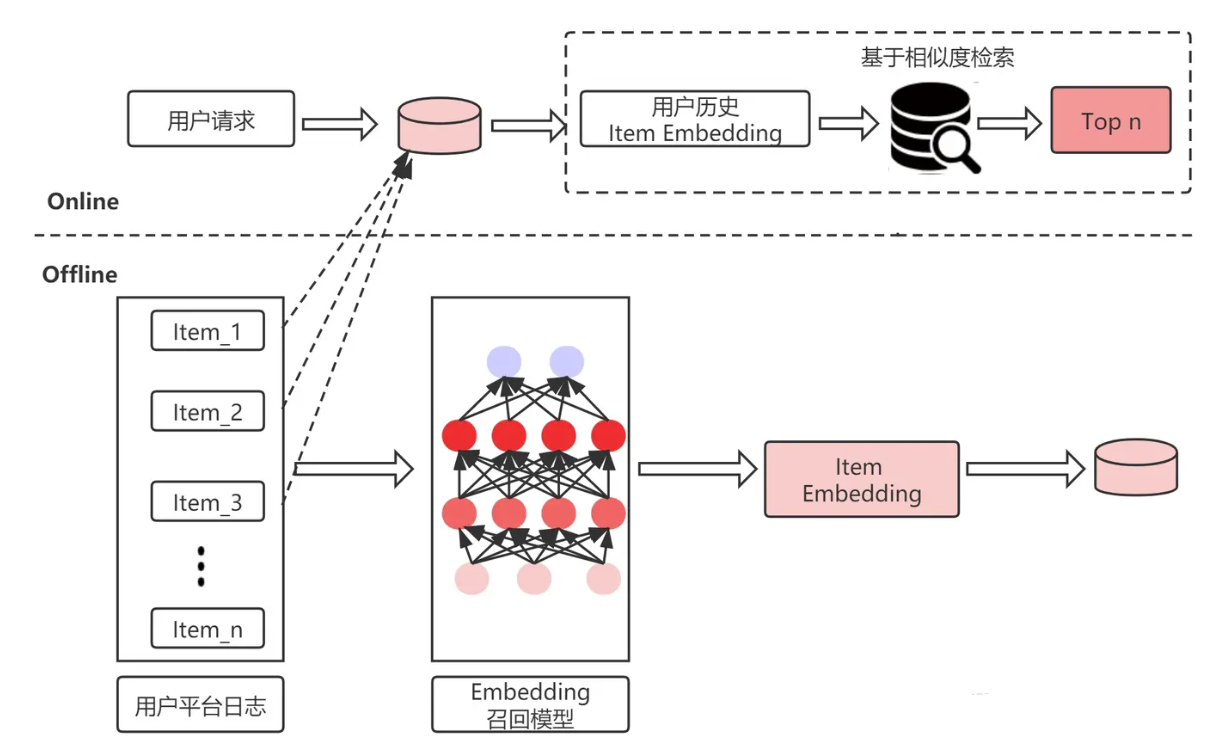 基于相似度检索
用户请求
用户历史
Item Embedding
Top n
Online
Offline
Item_1
Item_2
Item_3
Item_n
Item
Embedding
用户平台日志
Embedding
召回模型